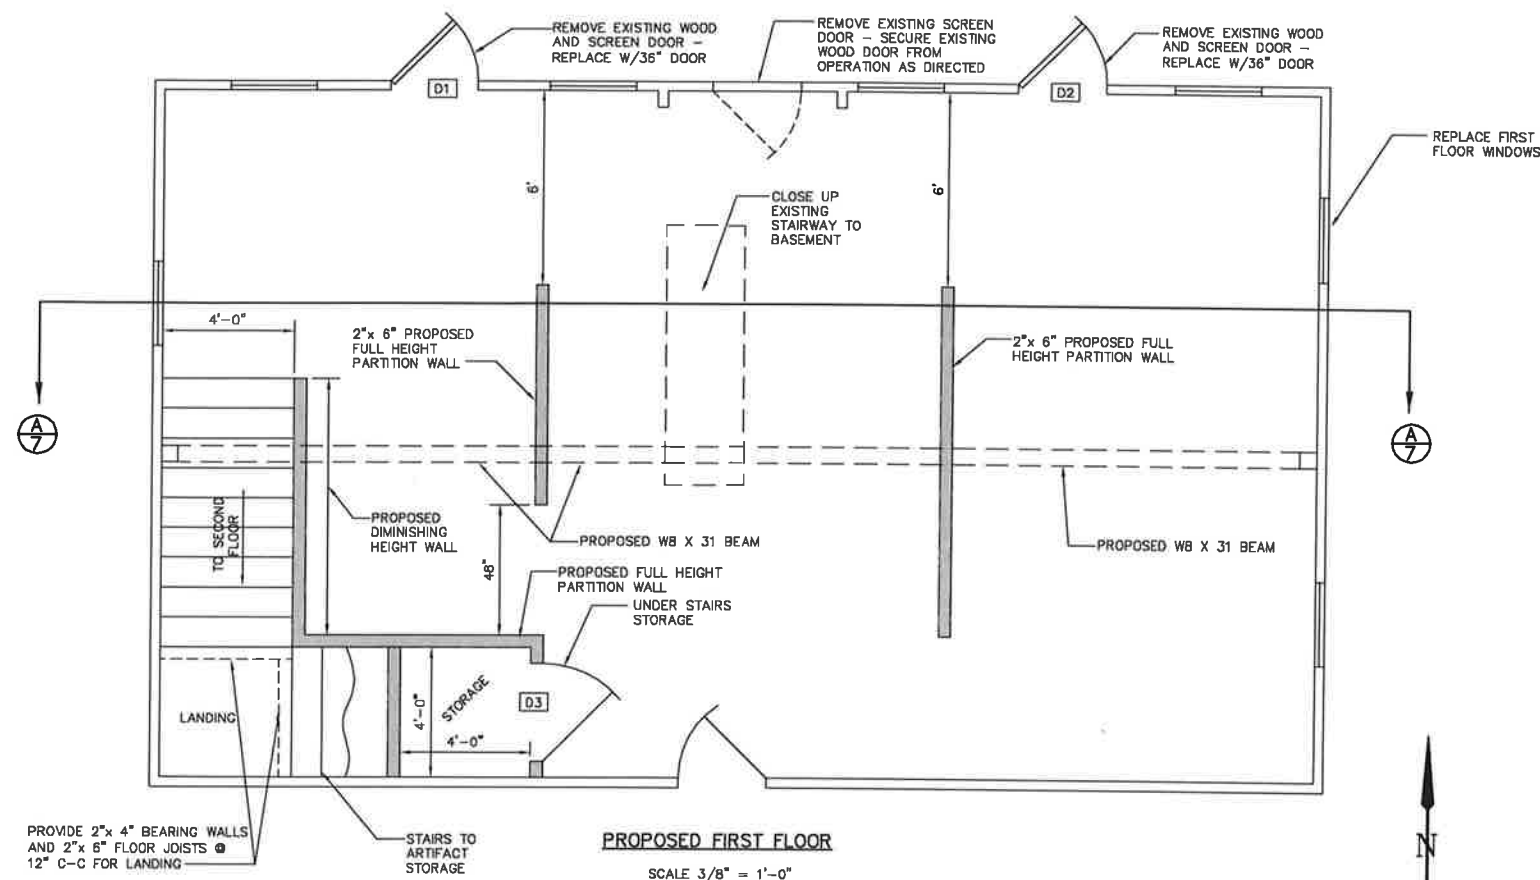 REMOVE EXISTING WOOD
AND SCREEN DOOR –
REPLACE W/36" DOOR
REMOVE EXISTING SCREEN
DOOR – SECURE EXISTING
WOOD DOOR FROM
OPERATION AS DIRECTED
REMOVE EXISTING WOOD
AND SCREEN DOOR –
REPLACE W/36" DOOR
D1
D2
REPLACE FIRST
FLOOR WINDOWS
6'
6'
CLOSE UP
EXISTING
STAIRWAY TO
BASEMENT
4'-0"
2"x 6" PROPOSED
FULL HEIGHT
PARTITION WALL
2"x 6" PROPOSED FULL
HEIGHT PARTITION WALL
A
7
A
7
TO SECOND
FLOOR
PROPOSED
DIMINISHING
HEIGHT WALL
PROPOSED W8 X 31 BEAM
PROPOSED W8 X 31 BEAM
48"
PROPOSED FULL HEIGHT
PARTITION WALL
UNDER STAIRS
STORAGE
LANDING
4'-0"
STORAGE
D3
4'-0"
PROVIDE 2"x 4" BEARING WALLS
AND 2"x 6" FLOOR JOISTS @
12" C-C FOR LANDING
STAIRS TO
ARTIFACT
STORAGE
PROPOSED FIRST FLOOR
SCALE 3/8" = 1'-0"
N